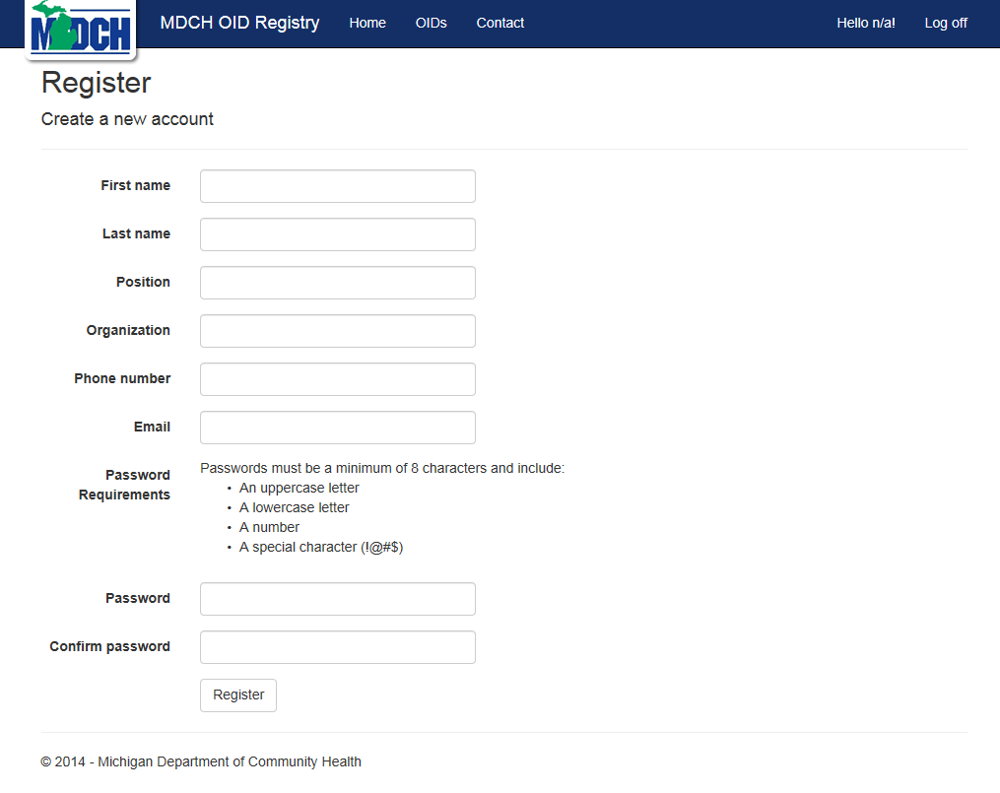 MDCH
MDCH OID Registry Home OIDs Contact Hello n/a! Log off
Register
Create a new account
First name
Last name
Position
Organization
Phone number
Email
Password Requirements
Passwords must be a minimum of 8 characters and include:
• An uppercase letter
• A lowercase letter
• A number
• A special character (!@#$)
Password
Confirm password
Register
© 2014 - Michigan Department of Community Health